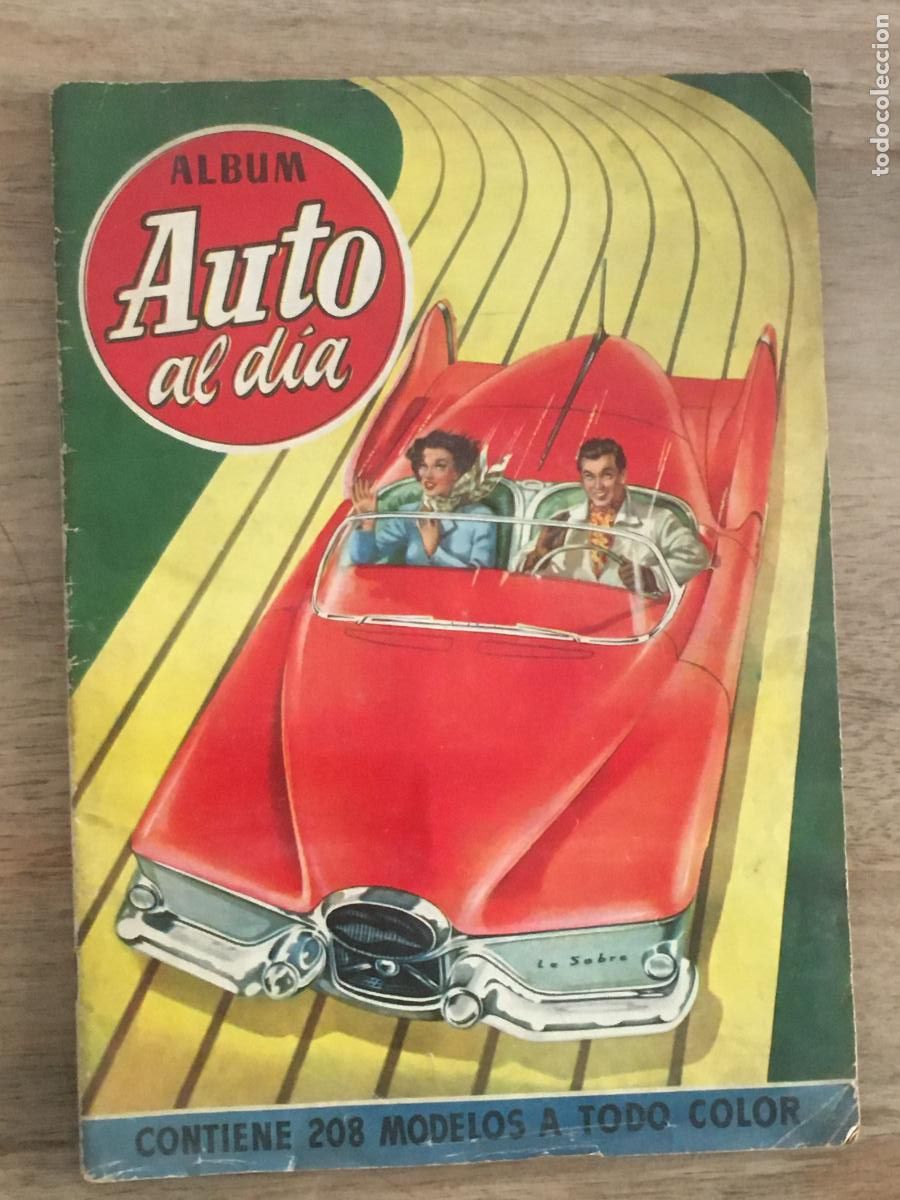 todocoleccion
ALBUM
Auto
al día
Le Sabre
CONTIENE 208 MODELOS A TODO COLOR